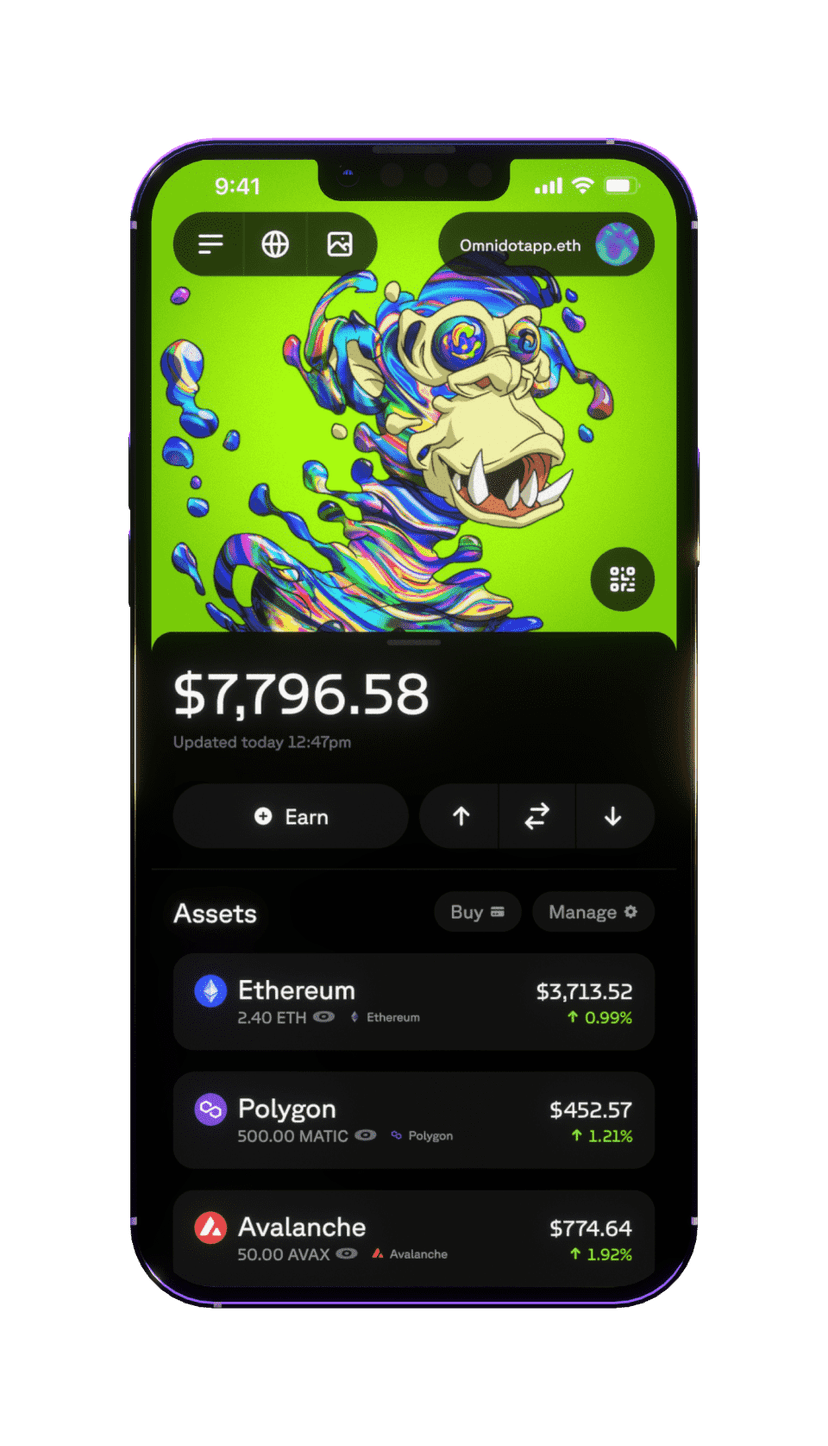 9:41
Omnidotapp.eth
$7,796.58
Updated today 12:47pm
Earn
Assets
Buy
Manage
Ethereum
$3,713.52
2.40 ETH
Ethereum
0.99%
Polygon
$452.57
500.00 MATIC
Polygon
1.21%
Avalanche
$774.64
50.00 AVAX
Avalanche
1.92%